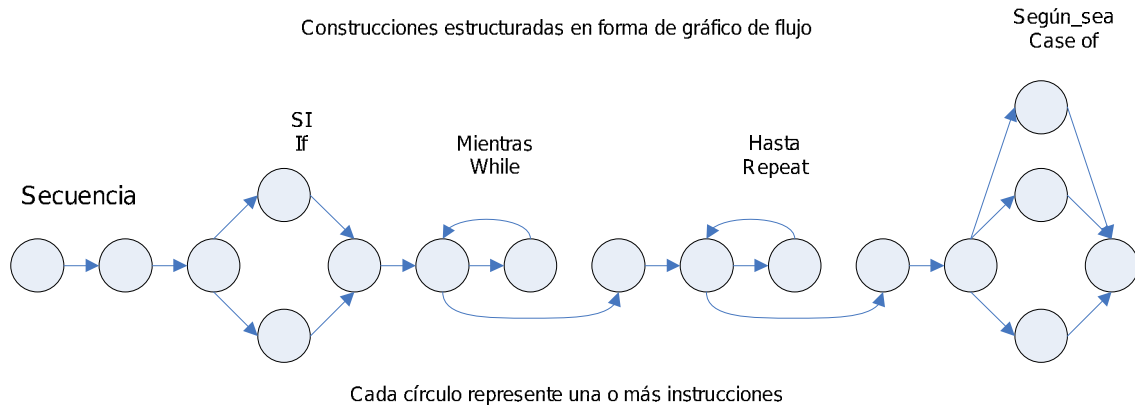 Construcciones estructuradas en forma de gráfico de flujo
Según_sea
Case of
SI
If
Mientras
While
Hasta
Repeat
Secuencia
Cada círculo represente una o más instrucciones